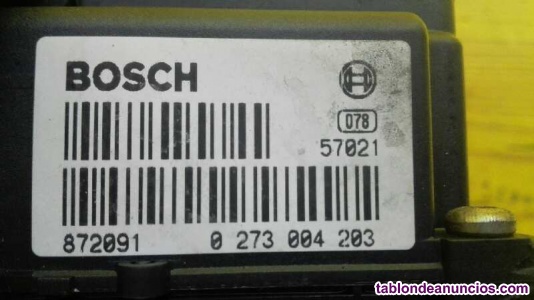 BOSCH
078
57021
872091 0 273 004 203
tablondeanuncios.com